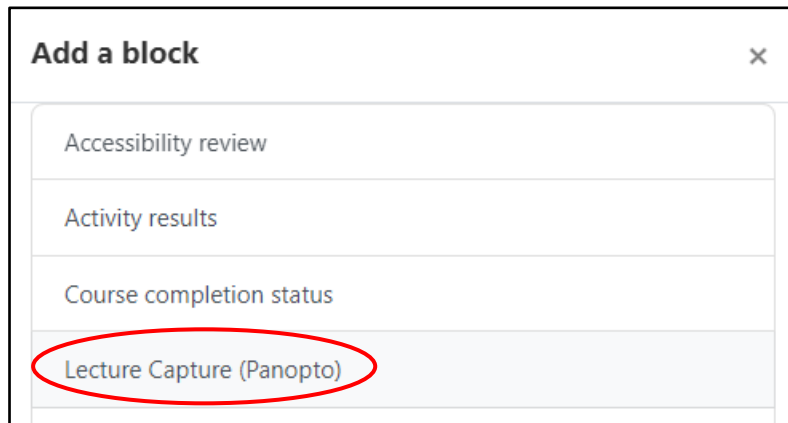 Add a block ×
Accessibility review
Activity results
Course completion status
Lecture Capture (Panopto)